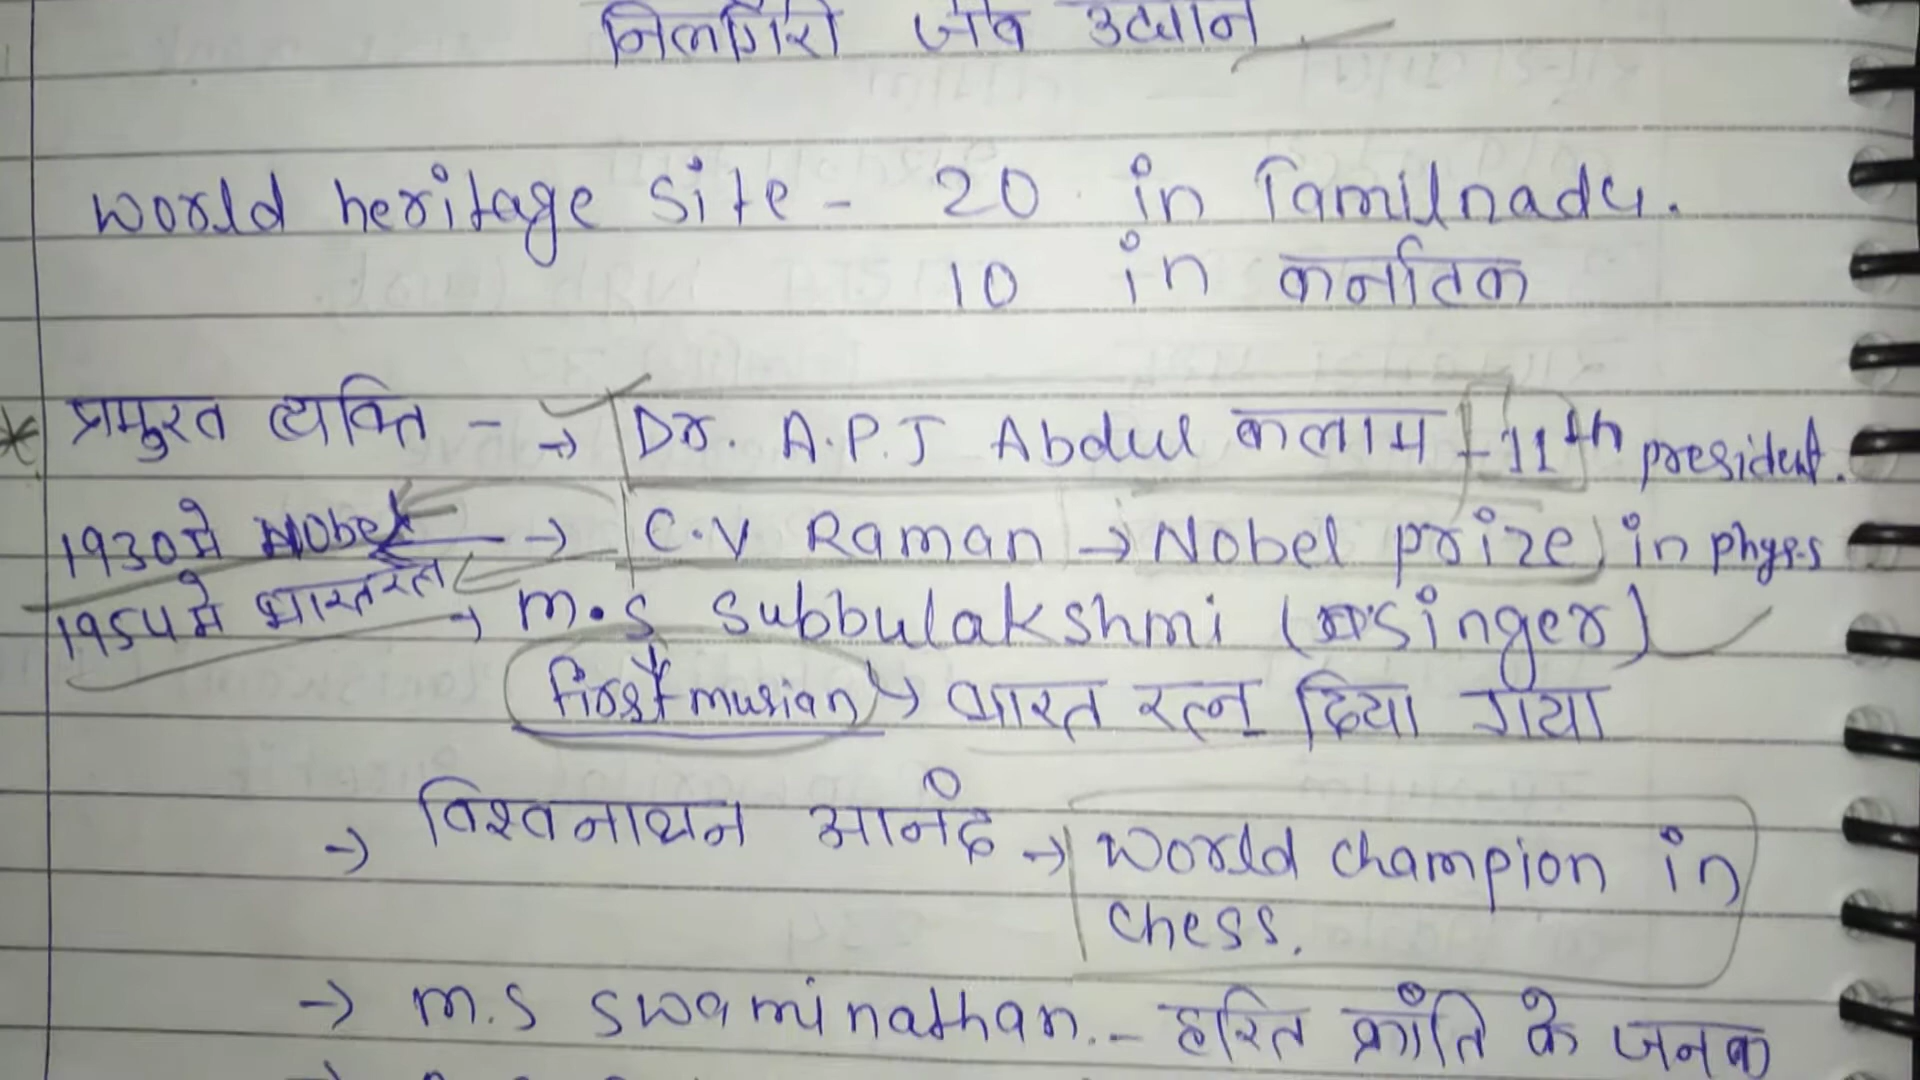 निलगिरी जैव उद्यान
world heritage site - 20 in Tamilnadu.
10 in कर्नाटक
* प्रमुख व्यक्ति - → Dr. A.P.J Abdul कलाम - 11th president.
1930 मे Nobel → C.V Raman → Nobel prize in phys.s
1954 मे भारतरत्न → M.S Subbulakshmi (singer)
first musian → भारत रत्न दिया गया
→ विश्वनाथन आनंद → World champion in
chess.
→ M.S Swaminathan. - हरित क्राँति के जनक